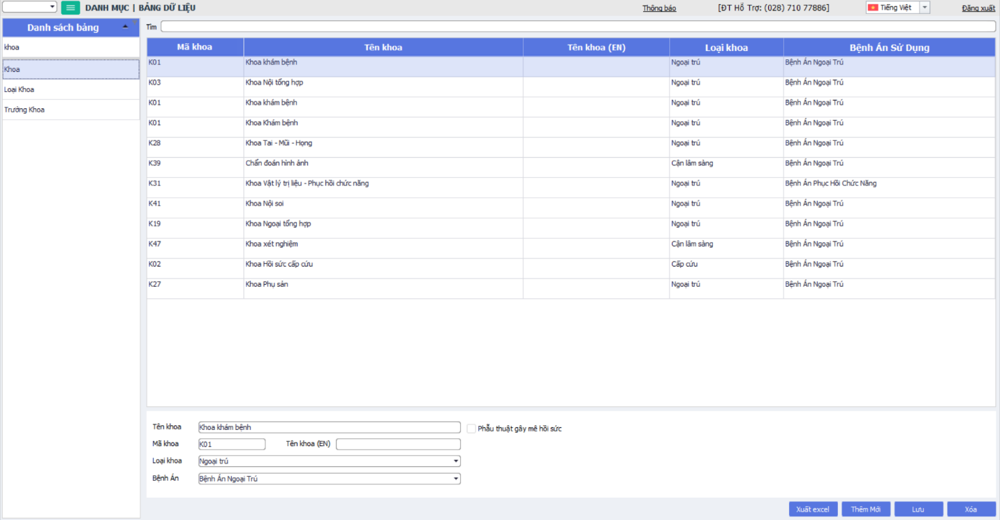 DANH MỤC | BẢNG DỮ LIỆU Thông báo [ĐT Hỗ Trợ: (028) 710 77886] Tiếng Việt Đăng xuất
Danh sách bảng
khoa
Khoa
Loại Khoa
Trưởng Khoa
Tìm
Mã khoa Tên khoa Tên khoa (EN) Loại khoa Bệnh Án Sử Dụng
K01 Khoa khám bệnh Ngoại trú Bệnh Án Ngoại Trú
K03 Khoa Nội tổng hợp Ngoại trú Bệnh Án Ngoại Trú
K01 Khoa khám bệnh Ngoại trú Bệnh Án Ngoại Trú
K01 Khoa Khám bệnh Ngoại trú Bệnh Án Ngoại Trú
K28 Khoa Tai - Mũi - Họng Ngoại trú Bệnh Án Ngoại Trú
K39 Chẩn đoán hình ảnh Cận lâm sàng Bệnh Án Ngoại Trú
K31 Khoa Vật lý trị liệu - Phục hồi chức năng Ngoại trú Bệnh Án Phục Hồi Chức Năng
K41 Khoa Nội soi Ngoại trú Bệnh Án Ngoại Trú
K19 Khoa Ngoại tổng hợp Ngoại trú Bệnh Án Ngoại Trú
K47 Khoa xét nghiệm Cận lâm sàng Bệnh Án Ngoại Trú
K02 Khoa Hồi sức cấp cứu Cấp cứu Bệnh Án Ngoại Trú
K27 Khoa Phụ sản Ngoại trú Bệnh Án Ngoại Trú
Tên khoa Khoa khám bệnh Phẫu thuật gây mê hồi sức
Mã khoa K01 Tên khoa (EN)
Loại khoa Ngoại trú
Bệnh Án Bệnh Án Ngoại Trú
Xuất excel Thêm Mới Lưu Xóa